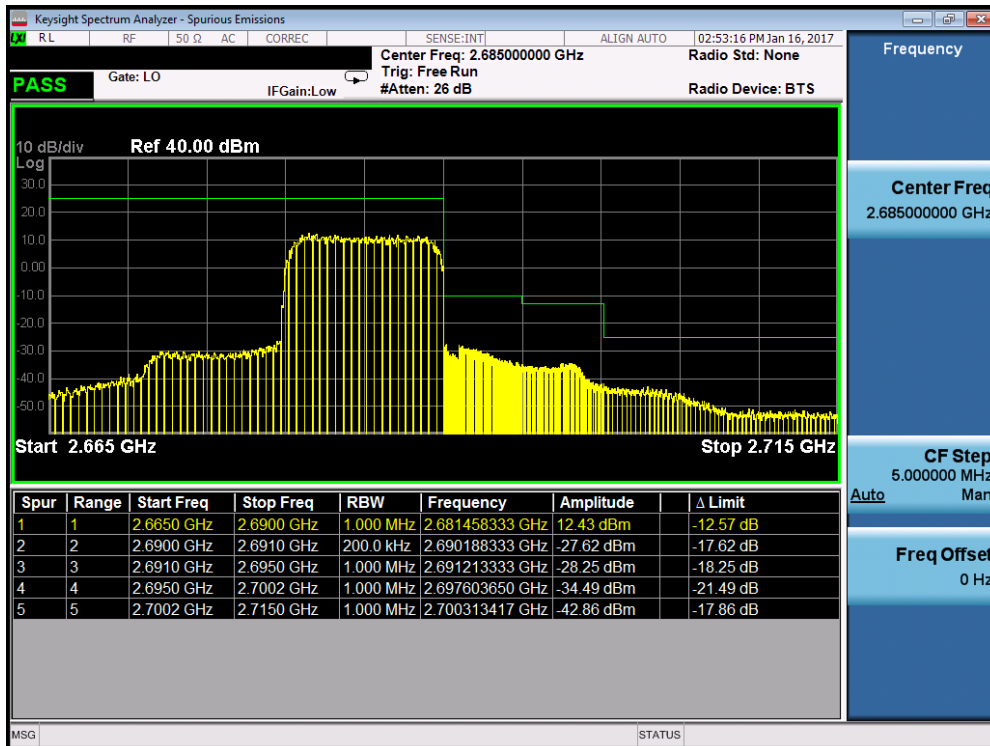 Keysight Spectrum Analyzer - Spurious Emissions
LXI RL RF 50 Ω AC CORREC SENSE:INT ALIGN AUTO 02:53:16 PM Jan 16, 2017
Center Freq: 2.685000000 GHz Radio Std: None
PASS Gate: LO Trig: Free Run
IFGain:Low #Atten: 26 dB Radio Device: BTS
10 dB/div Ref 40.00 dBm
Log
30.0
20.0
10.0
0.00
-10.0
-20.0
-30.0
-40.0
-50.0
Start 2.665 GHz Stop 2.715 GHz
Spur Range Start Freq Stop Freq RBW Frequency Amplitude Δ Limit
1 1 2.6650 GHz 2.6900 GHz 1.000 MHz 2.681458333 GHz 12.43 dBm -12.57 dB
2 2 2.6900 GHz 2.6910 GHz 200.0 kHz 2.690188333 GHz -27.62 dBm -17.62 dB
3 3 2.6910 GHz 2.6950 GHz 1.000 MHz 2.691213333 GHz -28.25 dBm -18.25 dB
4 4 2.6950 GHz 2.7002 GHz 1.000 MHz 2.697603650 GHz -34.49 dBm -21.49 dB
5 5 2.7002 GHz 2.7150 GHz 1.000 MHz 2.700313417 GHz -42.86 dBm -17.86 dB
MSG STATUS
Frequency
Center Freq
2.685000000 GHz
CF Step
5.000000 MHz
Auto Man
Freq Offset
0 Hz